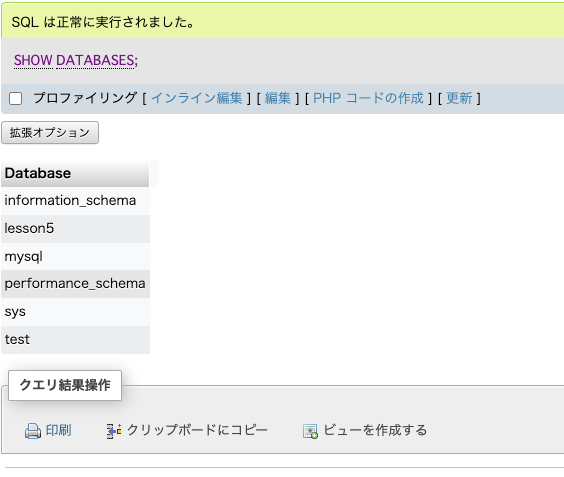 SQL は正常に実行されました。
SHOW DATABASES;
プロファイリング [ インライン編集 ] [ 編集 ] [ PHP コードの作成 ] [ 更新 ]
拡張オプション
Database
information_schema
lesson5
mysql
performance_schema
sys
test
クエリ結果操作
印刷 クリップボードにコピー ビューを作成する